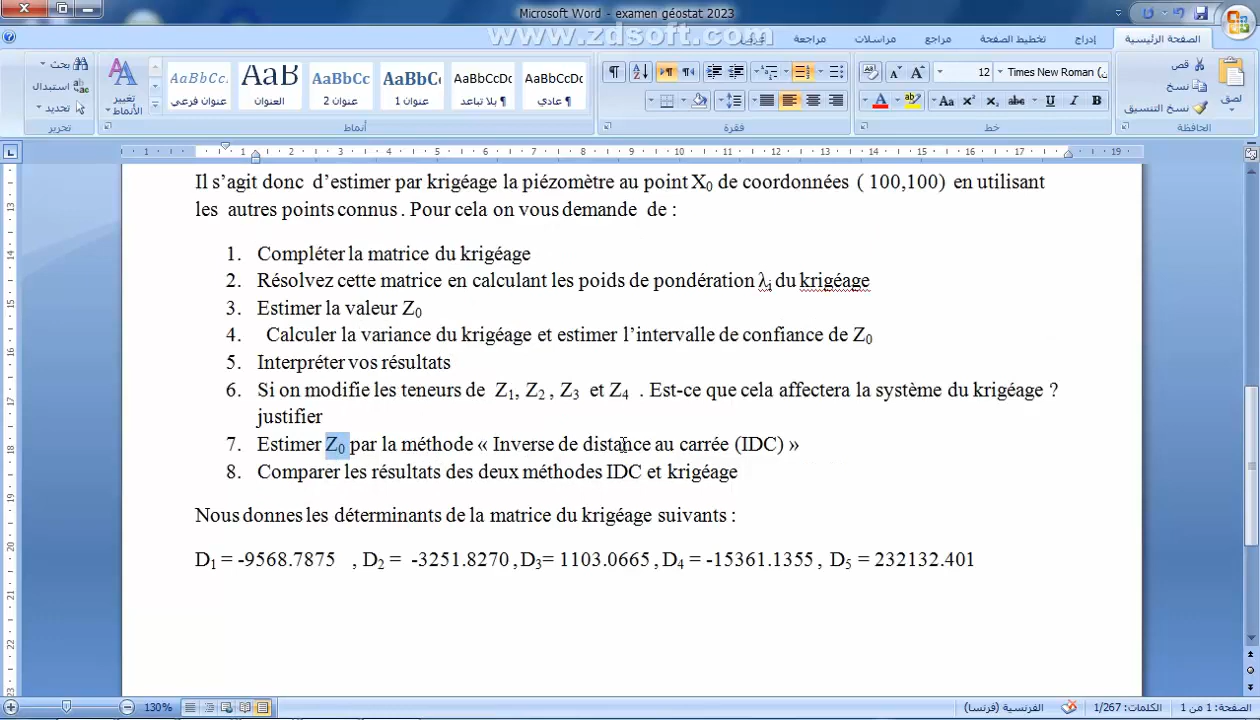 Microsoft Word - examen géostat 2023
www.zdsoft.com
الصفحة الرئيسية
إدراج
تخطيط الصفحة
مراجع
مراسلات
مراجعة
عرض
لصق
قص
نسخ
نسخ التنسيق
الحافظة
Times New Roman (
12
خط
فقرة
AaBbCcDc عادي ¶
AaBbCcDc بلا تباعد ¶
AaBbCc عنوان 1
AaBbCc عنوان 2
AaB العنوان
AaBbCc. عنوان فرعي
تغيير الأنماط
أنماط
بحث
استبدال
تحديد
تحرير
Il s’agit donc d’estimer par krigéage la piézomètre au point X₀ de coordonnées ( 100,100) en utilisant
les autres points connus . Pour cela on vous demande de :
1. Compléter la matrice du krigéage
2. Résolvez cette matrice en calculant les poids de pondération λᵢ du krigéage
3. Estimer la valeur Z₀
4. Calculer la variance du krigéage et estimer l’intervalle de confiance de Z₀
5. Interpréter vos résultats
6. Si on modifie les teneurs de Z₁, Z₂ , Z₃ et Z₄ . Est-ce que cela affectera la système du krigéage ?
justifier
7. Estimer Z₀ par la méthode « Inverse de distance au carrée (IDC) »
8. Comparer les résultats des deux méthodes IDC et krigéage
Nous donnes les déterminants de la matrice du krigéage suivants :
D₁ = -9568.7875 , D₂ = -3251.8270 , D₃= 1103.0665 , D₄ = -15361.1355 , D₅ = 232132.401
130%
الصفحة: 1 من 1
الكلمات: 1/267
الفرنسية (فرنسا)